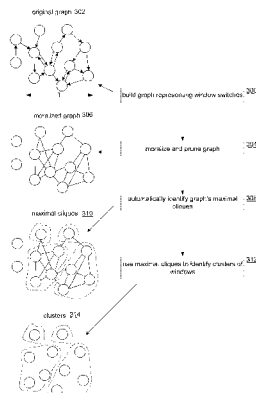 original graph 302
build graph representing window switches
moralized graph 306
moralize and prune graph
automatically identify graph's maximal
cliques
maximal cliques 310
use maximal cliques to identify clusters of
windows
clusters 314